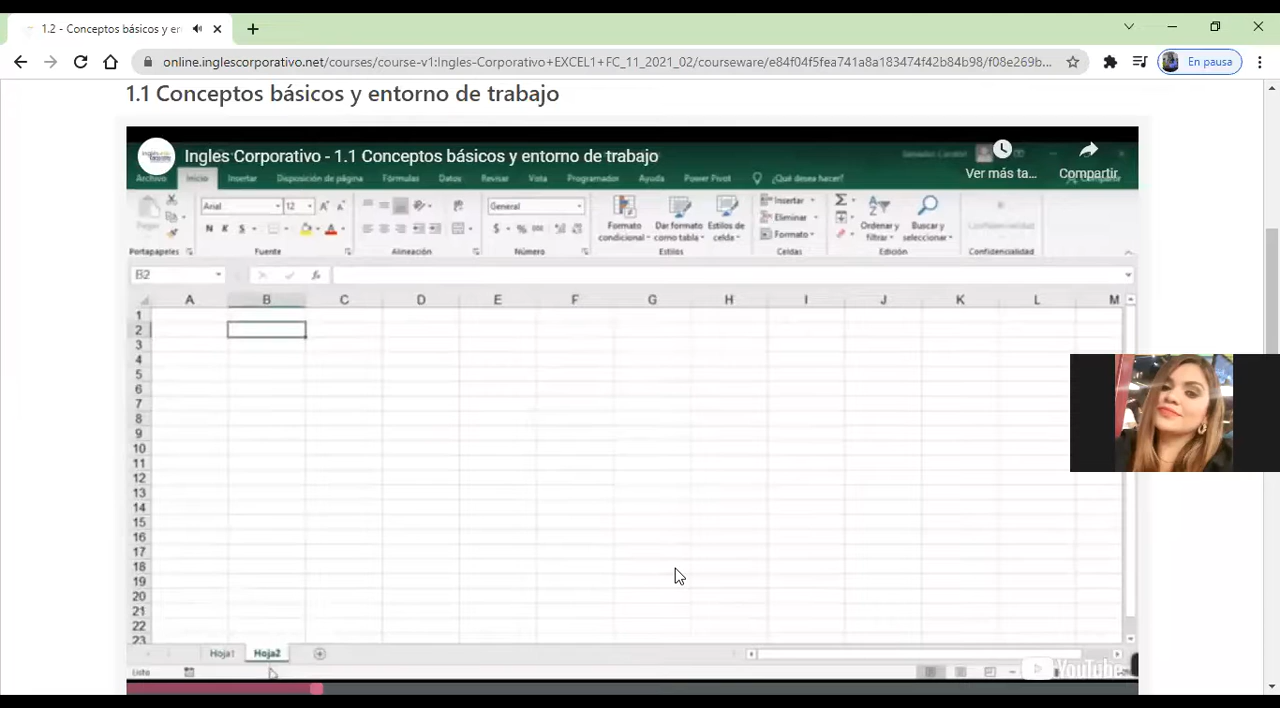 1.2 - Conceptos básicos y en
online.inglescorporativo.net/courses/course-v1:Ingles-Corporativo+EXCEL1+FC_11_2021_02/courseware/e84f04f5fea741a8a183474f42b84b98/f08e269b...
En pausa
1.1 Conceptos básicos y entorno de trabajo
Ingles Corporativo - 1.1 Conceptos básicos y entorno de trabajo
Ver más ta...
Compartir
Archivo Inicio Insertar Disposición de página Fórmulas Datos Revisar Vista Programador Ayuda Power Pivot ¿Qué desea hacer?
Pegar
Arial 12 A A
N K S A
General
$ % 000
Formato condicional
Dar formato como tabla
Estilos de celda
Insertar
Eliminar
Formato
Ordenar y filtrar
Buscar y seleccionar
Confidencialidad
Portapapeles Fuente Alineación Número Estilos Celdas Edición Confidencialidad
B2 fx
A B C D E F G H I J K L M
1
2
3
4
5
6
7
8
9
10
11
12
13
14
15
16
17
18
19
20
21
22
23
Hoja1 Hoja2
Listo
YouTube